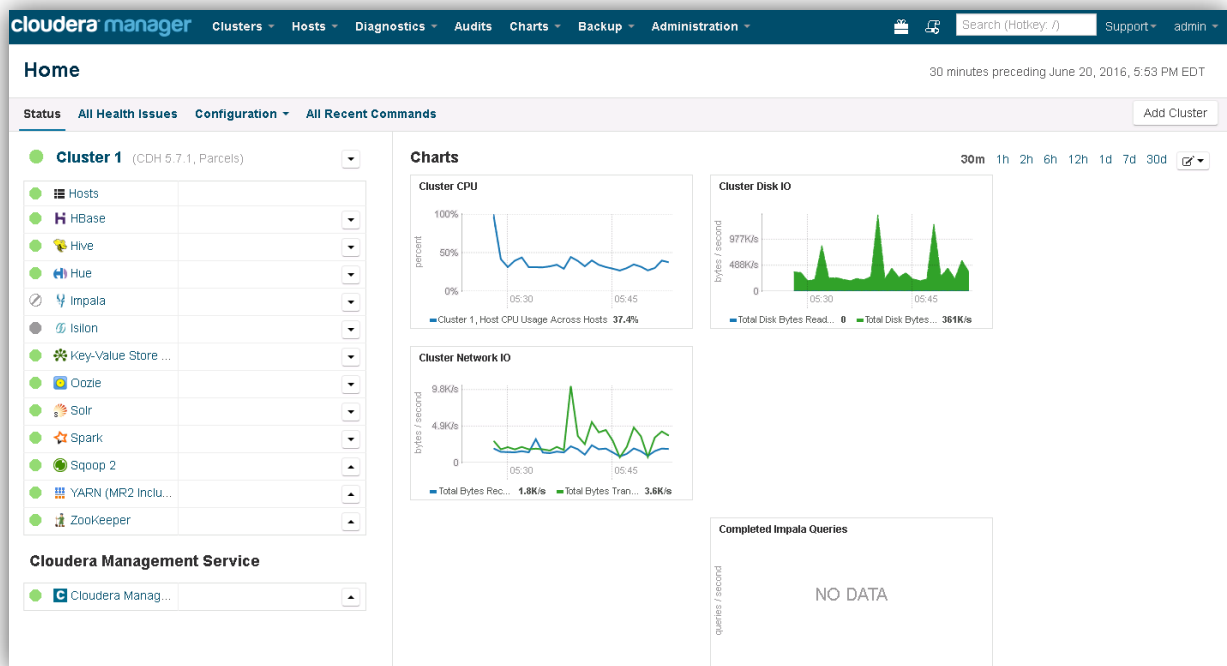 cloudera manager Clusters Hosts Diagnostics Audits Charts Backup Administration Search (Hotkey: /) Support admin
Home
30 minutes preceding June 20, 2016, 5:53 PM EDT
Status All Health Issues Configuration All Recent Commands Add Cluster
Cluster 1 (CDH 5.7.1, Parcels)
Hosts
HBase
Hive
Hue
Impala
Isilon
Key-Value Store ...
Oozie
Solr
Spark
Sqoop 2
YARN (MR2 Inclu...
ZooKeeper
Cloudera Management Service
C Cloudera Manag...
Charts
30m 1h 2h 6h 12h 1d 7d 30d
Cluster CPU
percent
100%
50%
0%
05:30 05:45
Cluster 1, Host CPU Usage Across Hosts 37.4%
Cluster Disk IO
bytes / second
977K/s
488K/s
0
05:30 05:45
Total Disk Bytes Read... 0 Total Disk Bytes... 361K/s
Cluster Network IO
bytes / second
9.8K/s
4.9K/s
0
05:30 05:45
Total Bytes Rec... 1.8K/s Total Bytes Tran... 3.6K/s
Completed Impala Queries
queries / second
NO DATA